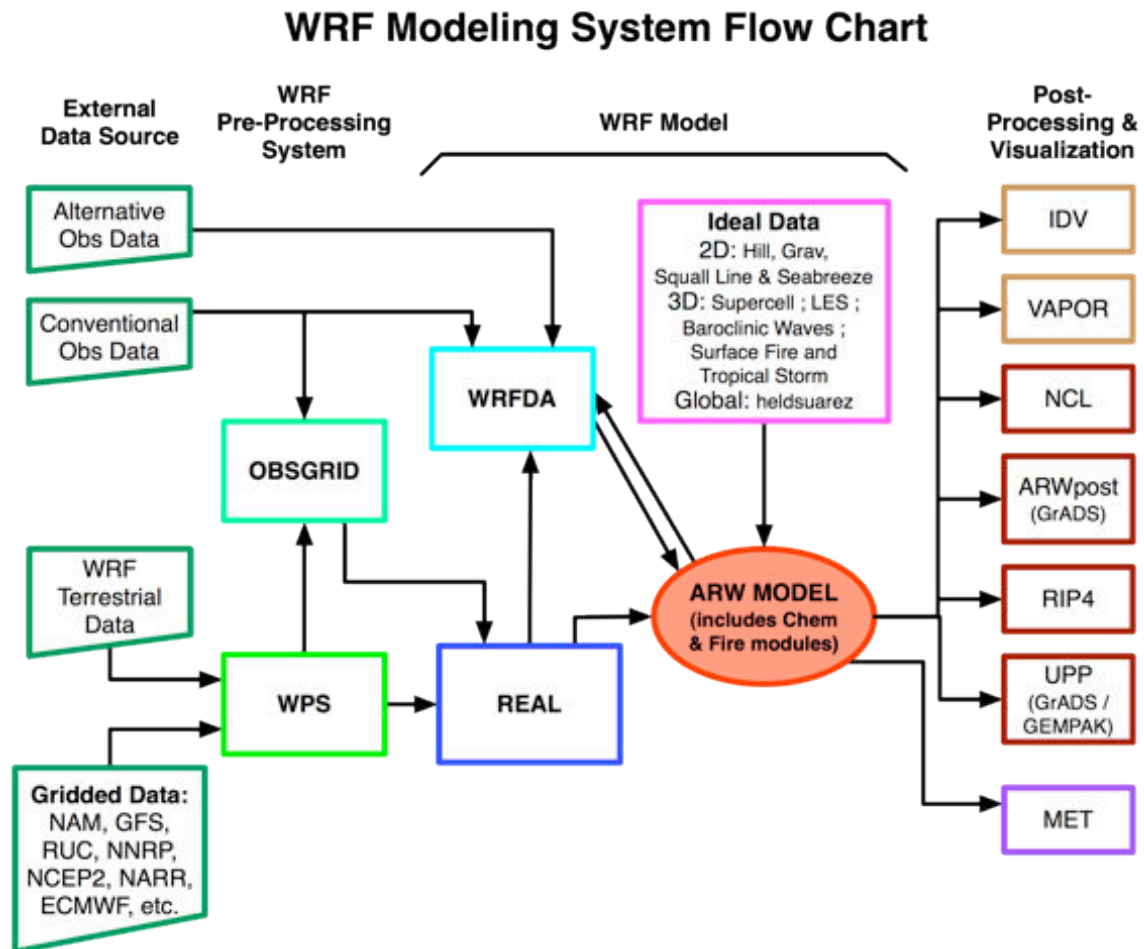 WRF Modeling System Flow Chart
External
Data Source
WRF
Pre-Processing
System
WRF Model
Post-
Processing &
Visualization
Alternative
Obs Data
Conventional
Obs Data
WRF
Terrestrial
Data
Gridded Data:
NAM, GFS,
RUC, NNRP,
NCEP2, NARR,
ECMWF, etc.
OBSGRID
WPS
WRFDA
REAL
Ideal Data
2D: Hill, Grav,
Squall Line & Seabreeze
3D: Supercell ; LES ;
Baroclinic Waves ;
Surface Fire and
Tropical Storm
Global: heldsuarez
ARW MODEL
(includes Chem
& Fire modules)
IDV
VAPOR
NCL
ARWpost
(GrADS)
RIP4
UPP
(GrADS /
GEMPAK)
MET